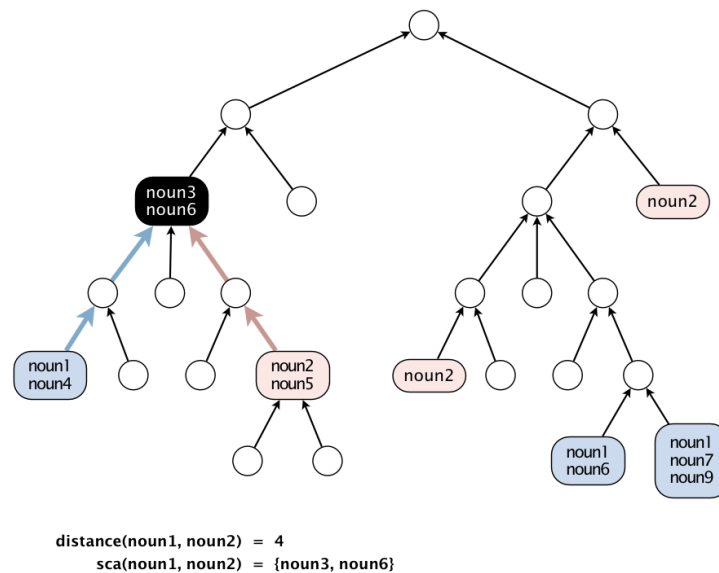 noun3
noun6
noun2
noun1
noun4
noun2
noun5
noun2
noun1
noun6
noun1
noun7
noun9
distance(noun1, noun2) = 4
sca(noun1, noun2) = {noun3, noun6}